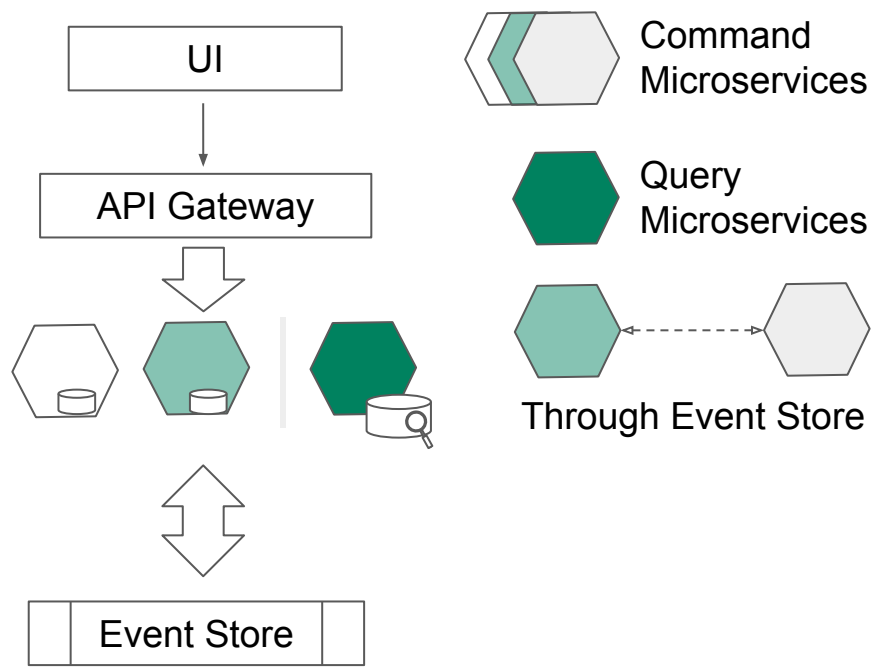 UI
API Gateway
Event Store
Command
Microservices
Query
Microservices
Through Event Store